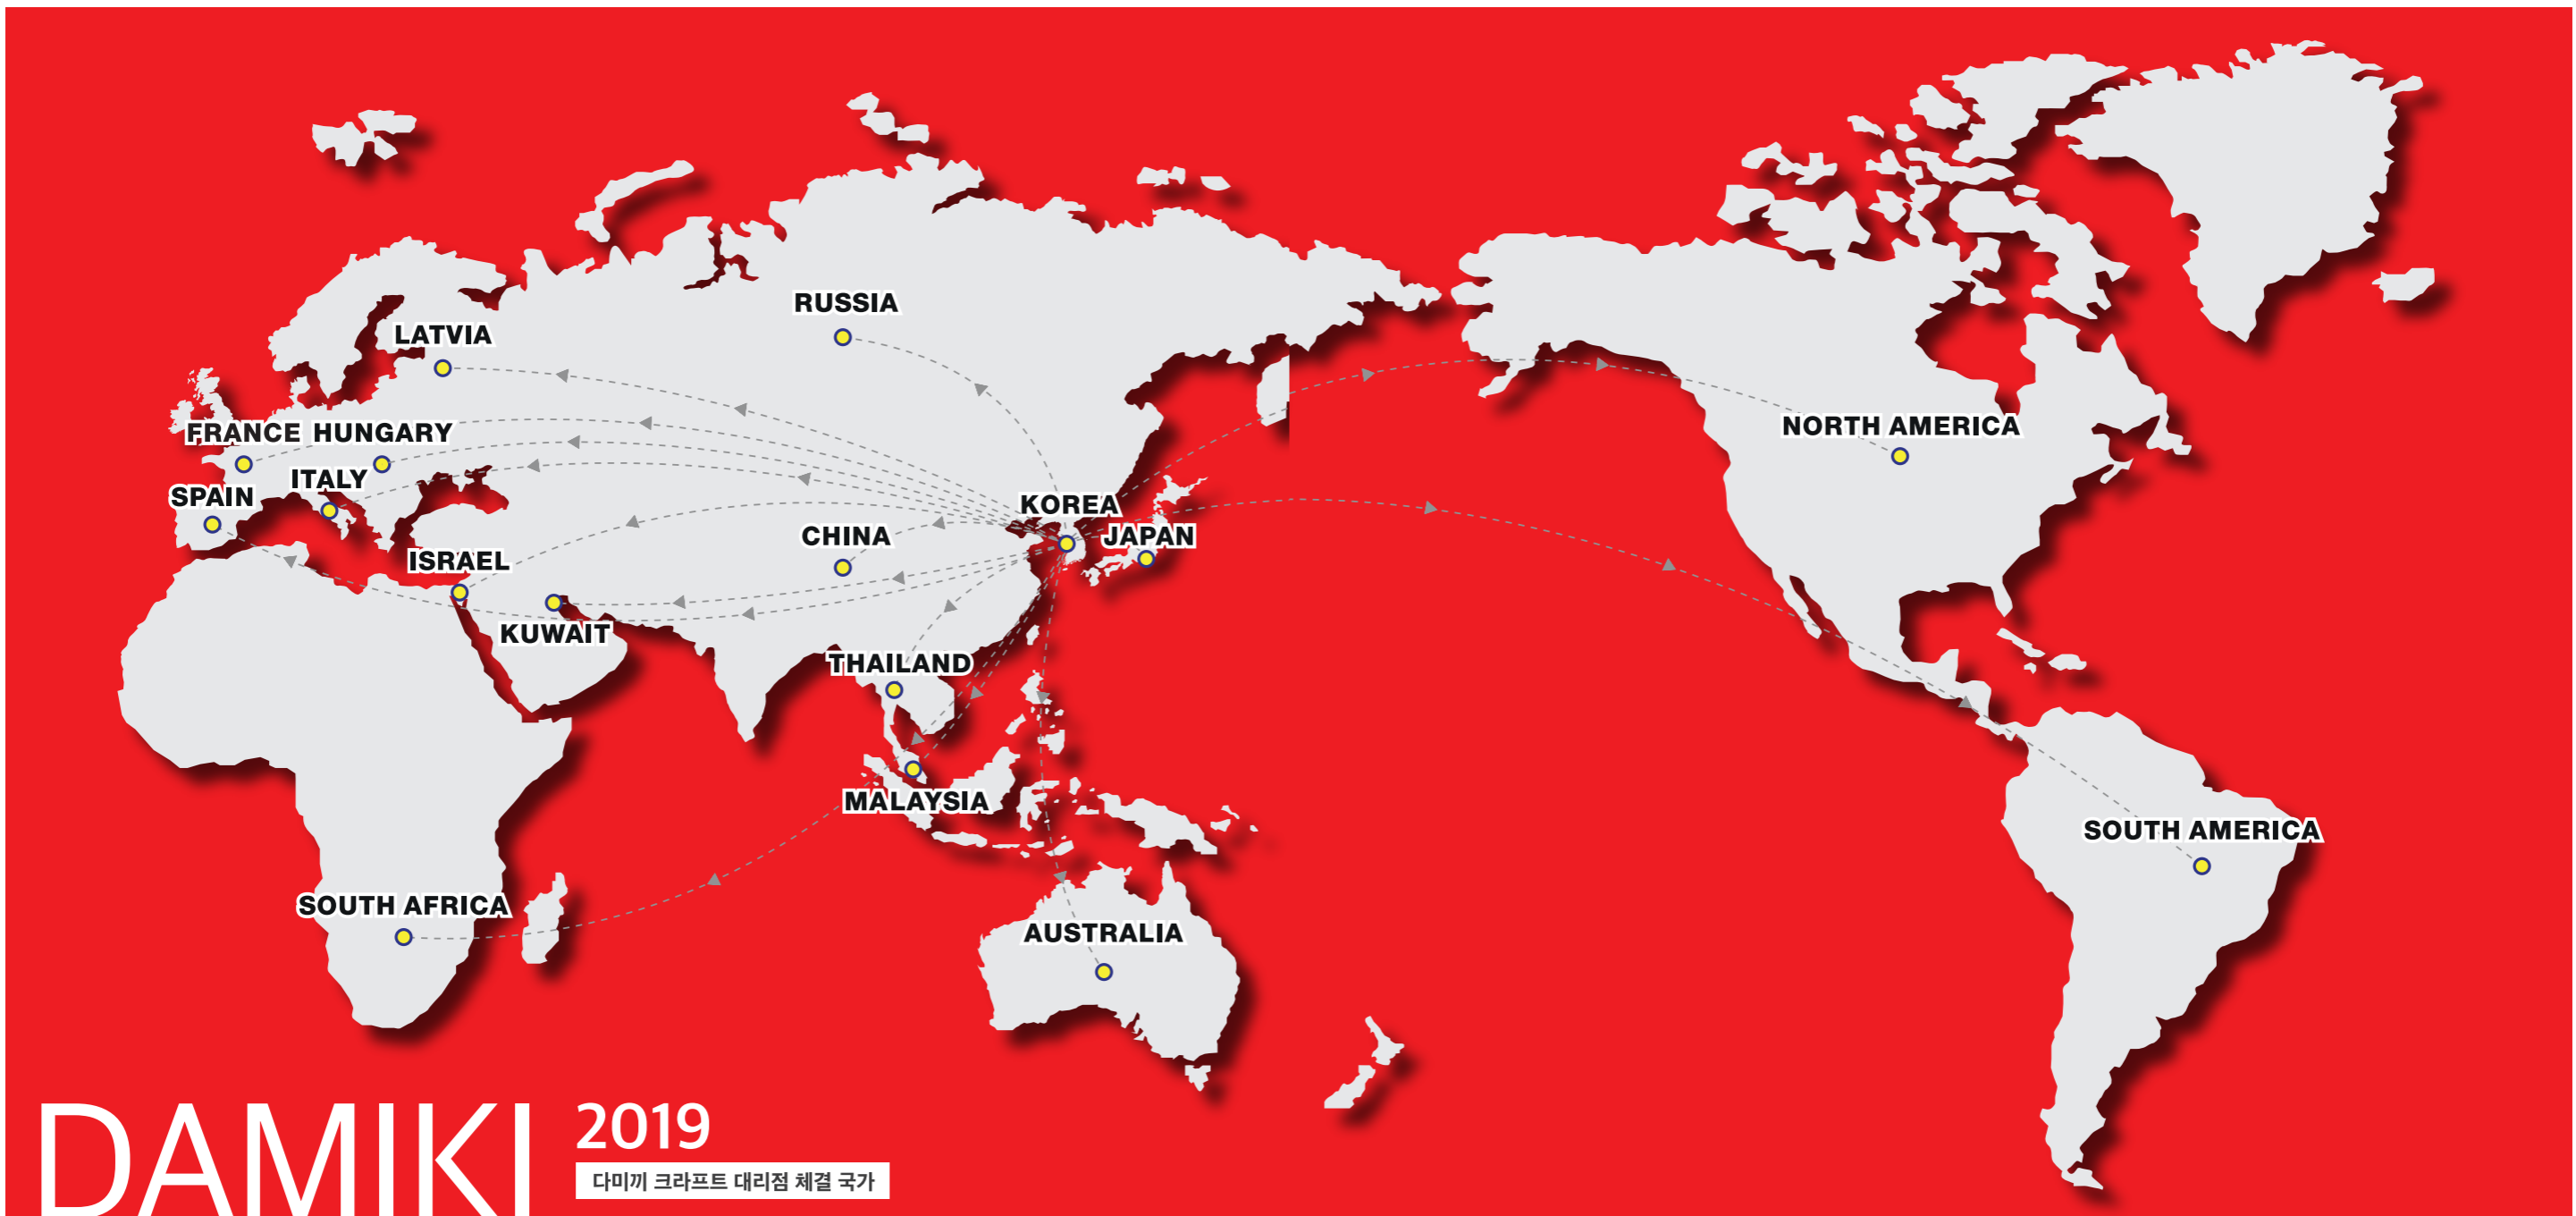 RUSSIA
LATVIA
NORTH AMERICA
FRANCE HUNGARY
ITALY
SPAIN
KOREA
CHINA
JAPAN
ISRAEL
KUWAIT
THAILAND
MALAYSIA
SOUTH AMERICA
SOUTH AFRICA
AUSTRALIA
DAMIKI
2019
다미끼 크라프트 대리점 체결 국가